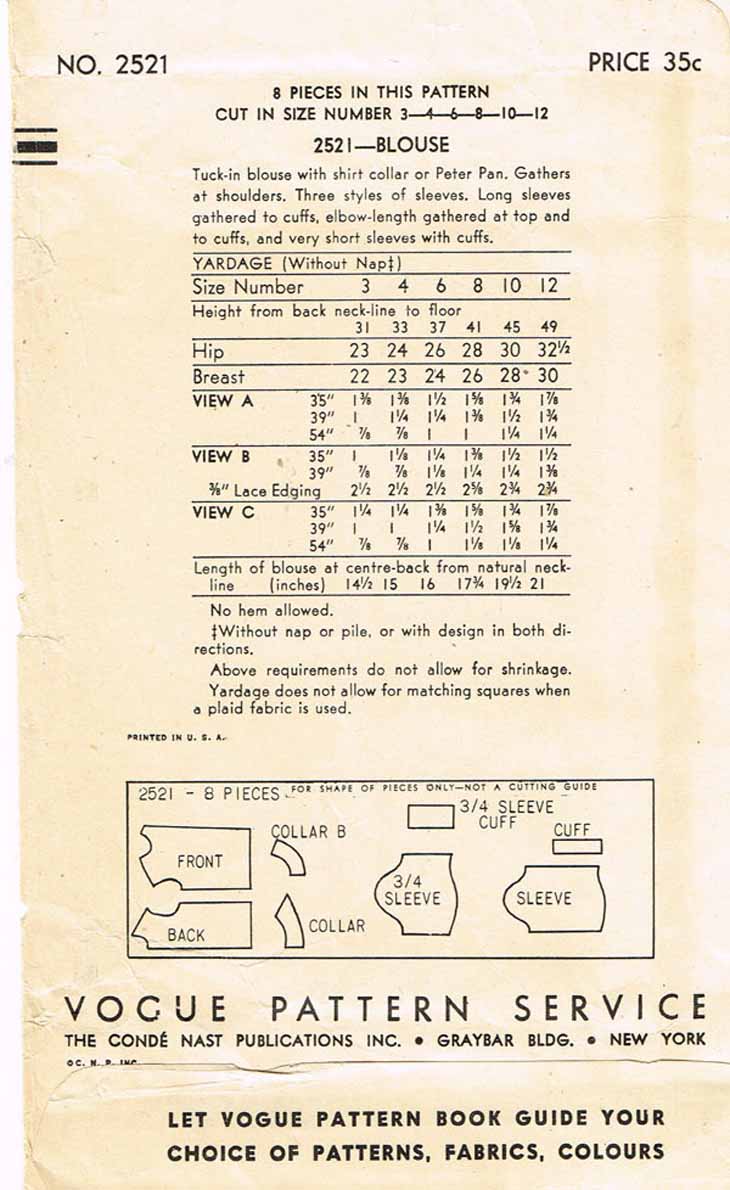 NO. 2521 PRICE 35c
8 PIECES IN THIS PATTERN
CUT IN SIZE NUMBER 3—4—6—8—10—12
2521—BLOUSE
Tuck-in blouse with shirt collar or Peter Pan. Gathers
at shoulders. Three styles of sleeves. Long sleeves
gathered to cuffs, elbow-length gathered at top and
to cuffs, and very short sleeves with cuffs.
YARDAGE (Without Nap‡)
Size Number 3 4 6 8 10 12
Height from back neck-line to floor
31 33 37 41 45 49
Hip 23 24 26 28 30 32½
Breast 22 23 24 26 28 30
VIEW A 35" 1⅜ 1⅜ 1½ 1⅝ 1¾ 1⅞
39" 1 1¼ 1¼ 1⅜ 1½ 1¾
54" ⅞ ⅞ 1 1 1¼ 1¼
VIEW B 35" 1 1⅛ 1¼ 1⅜ 1½ 1½
39" ⅞ ⅞ 1⅛ 1¼ 1¼ 1⅜
⅜" Lace Edging 2½ 2½ 2½ 2⅝ 2¾ 2¾
VIEW C 35" 1¼ 1¼ 1⅜ 1⅝ 1¾ 1⅞
39" 1 1 1¼ 1½ 1⅝ 1¾
54" ⅞ ⅞ 1 1⅛ 1⅛ 1¼
Length of blouse at centre-back from natural neck-
line (inches) 14½ 15 16 17¾ 19½ 21
No hem allowed.
‡Without nap or pile, or with design in both di-
rections.
Above requirements do not allow for shrinkage.
Yardage does not allow for matching squares when
a plaid fabric is used.
PRINTED IN U. S. A.
2521 - 8 PIECES FOR SHAPE OF PIECES ONLY—NOT A CUTTING GUIDE
3/4 SLEEVE
CUFF
CUFF
COLLAR B
FRONT
3/4
SLEEVE
SLEEVE
COLLAR
BACK
VOGUE PATTERN SERVICE
THE CONDÉ NAST PUBLICATIONS INC. • GRAYBAR BLDG. • NEW YORK
©C. N. P. INC.
LET VOGUE PATTERN BOOK GUIDE YOUR
CHOICE OF PATTERNS, FABRICS, COLOURS